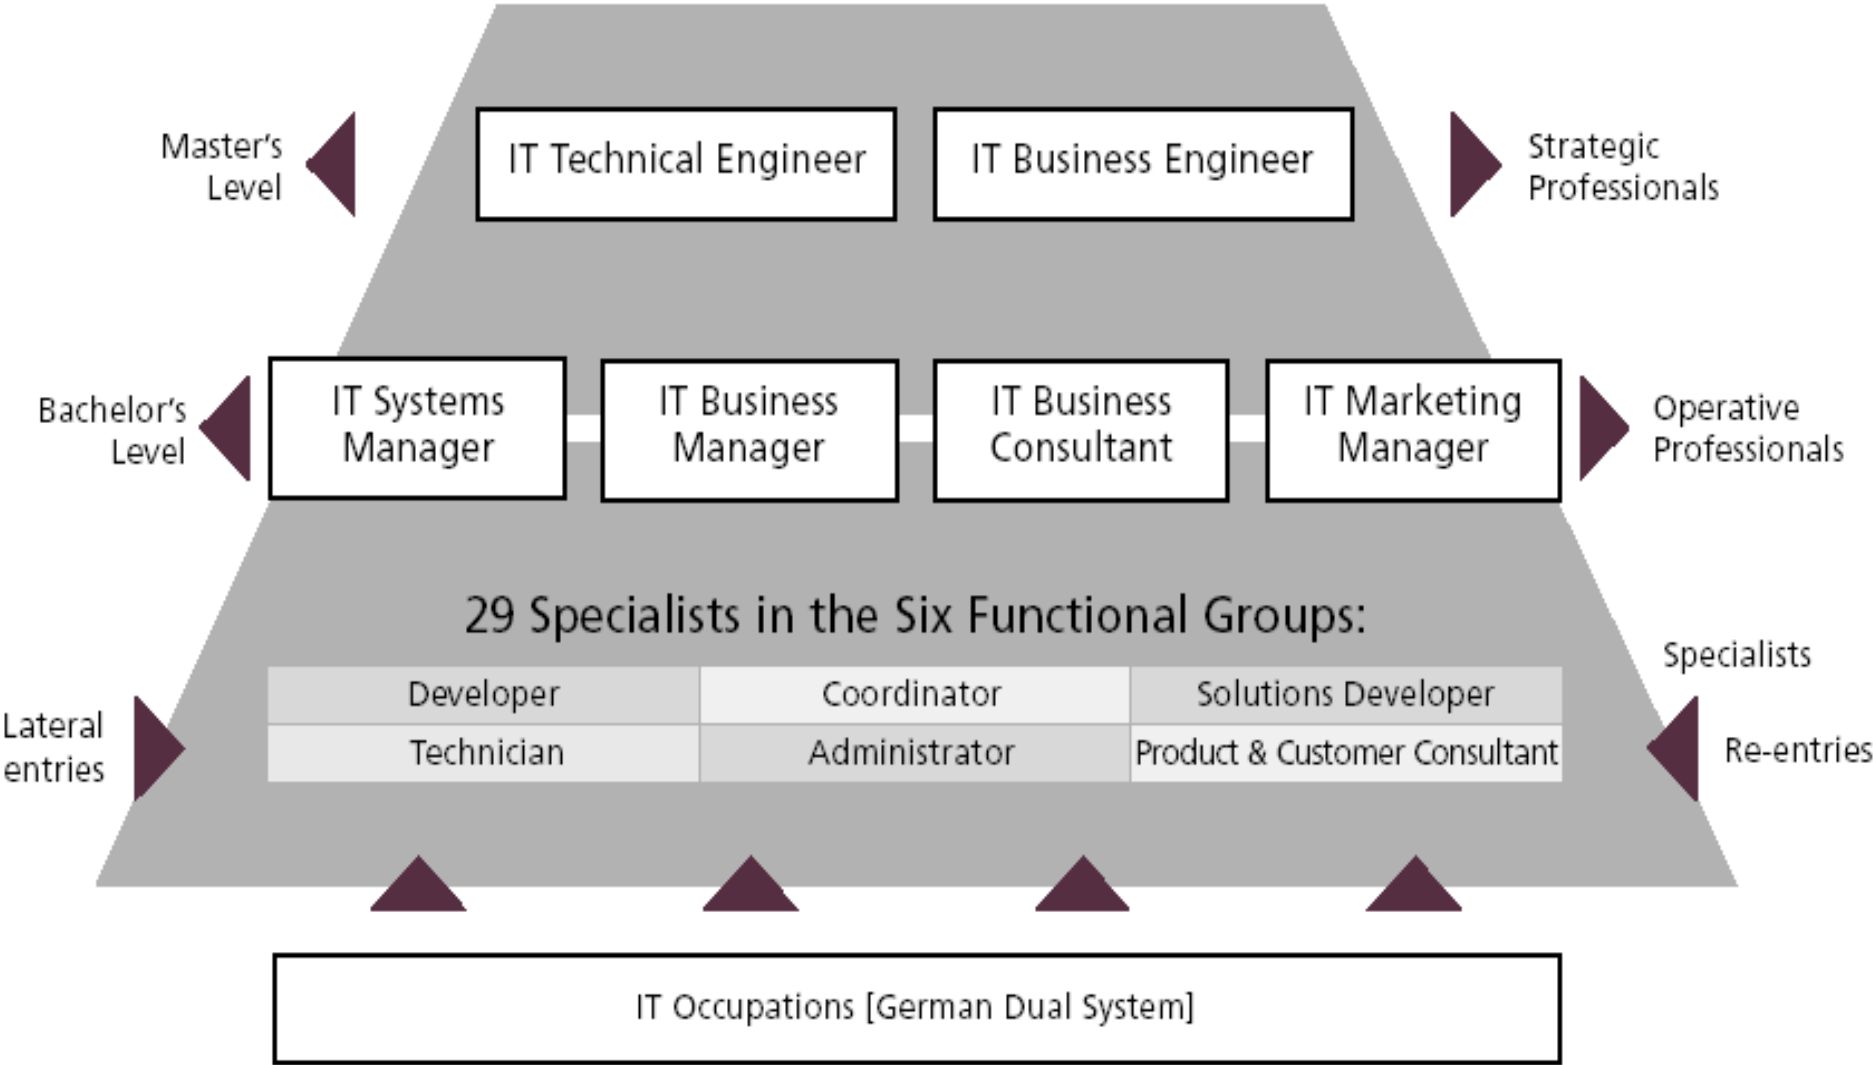 Master's
Level
IT Technical Engineer
IT Business Engineer
Strategic
Professionals
Bachelor's
Level
IT Systems
Manager
IT Business
Manager
IT Business
Consultant
IT Marketing
Manager
Operative
Professionals
29 Specialists in the Six Functional Groups:
Specialists
Developer
Coordinator
Solutions Developer
Lateral
entries
Technician
Administrator
Product & Customer Consultant
Re-entries
IT Occupations [German Dual System]